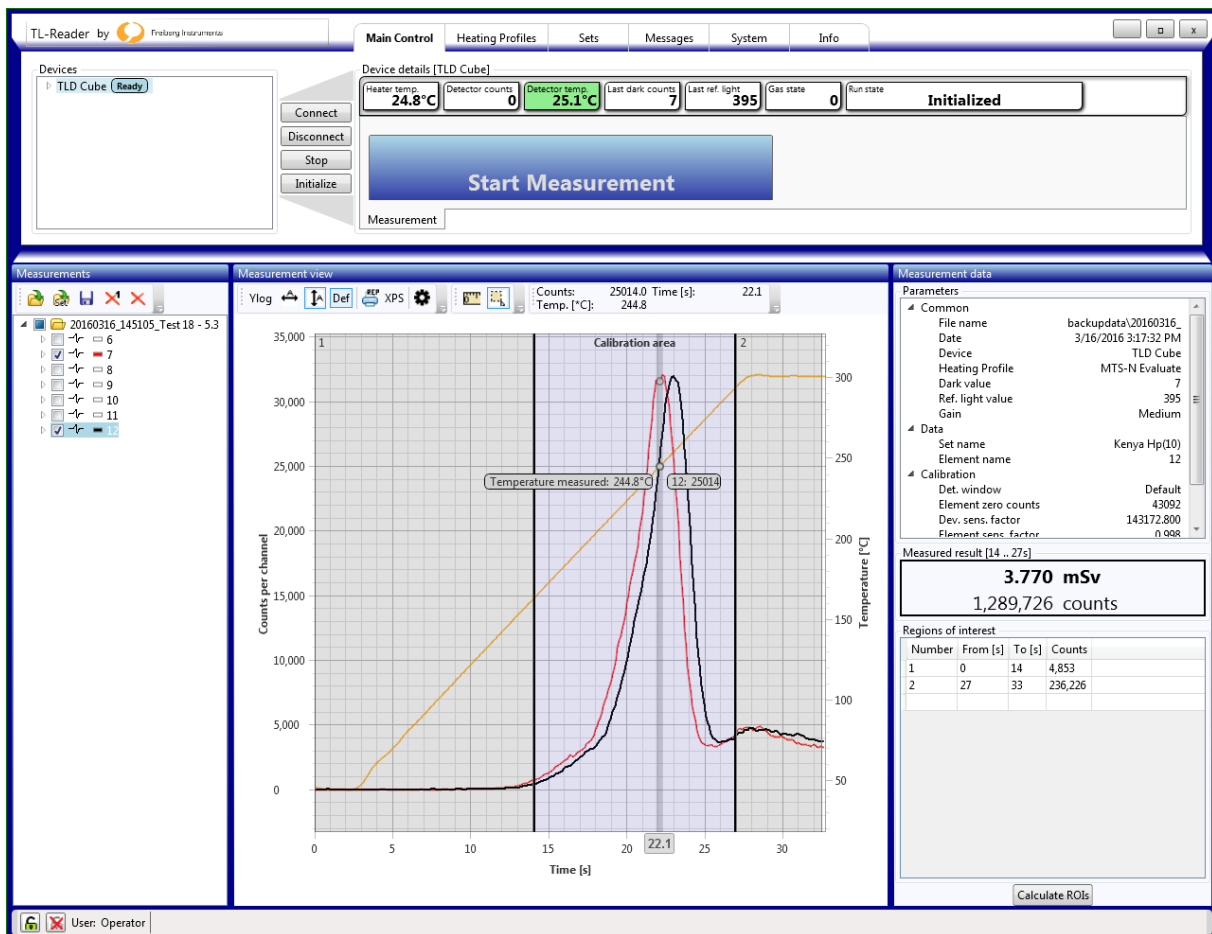 TL-Reader by Freiberg Instruments
Main Control
Heating Profiles
Sets
Messages
System
Info
x
Devices
TLD Cube Ready
Connect
Disconnect
Stop
Initialize
Device details [TLD Cube]
Heater temp.
24.8°C
Detector counts
0
Detector temp.
25.1°C
Last dark counts
7
Last ref. light
395
Gas state
0
Run state
Initialized
Start Measurement
Measurement
Measurements
20160316_145105_Test 18 - 5.3
6
7
8
9
10
11
12
Measurement view
Ylog
Def
REP
XPS
Counts: 25014.0 Time [s]: 22.1
Temp. [°C]: 244.8
1
Calibration area
2
35,000
30,000
25,000
20,000
15,000
10,000
5,000
0
Counts per channel
300
250
200
150
100
50
Temperature [°C]
Temperature measured: 244.8°C
12: 25014
0 5 10 15 20 22.1 25 30
Time [s]
Measurement data
Parameters
Common
File name backupdata\20160316_
Date 3/16/2016 3:17:32 PM
Device TLD Cube
Heating Profile MTS-N Evaluate
Dark value 7
Ref. light value 395
Gain Medium
Data
Set name Kenya Hp(10)
Element name 12
Calibration
Det. window Default
Element zero counts 43092
Dev. sens. factor 143172.800
Element sens. factor 0.998
Measured result [14 .. 27s]
3.770 mSv
1,289,726 counts
Regions of interest
Number From [s] To [s] Counts
1 0 14 4,853
2 27 33 236,226
Calculate ROIs
User: Operator